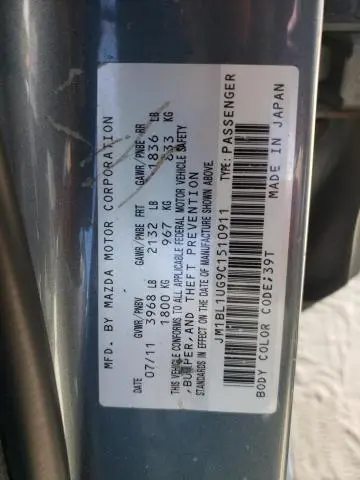 MFD. BY MAZDA MOTOR CORPORATION
DATE GVWR/PNBV GAWR/PNBE FRT GAWR/PNBE RR
07/11 3968 LB 2132 LB 1836 LB
1800 KG 967 KG 833 KG
THIS VEHICLE CONFORMS TO ALL APPLICABLE FEDERAL MOTOR VEHICLE SAFETY
,BUMPER,AND THEFT PREVENTION
STANDARDS IN EFFECT ON THE DATE OF MANUFACTURE SHOWN ABOVE.
JM1BL1UG9C1510911 TYPE: PASSENGER
BODY COLOR CODE:39T MADE IN JAPAN